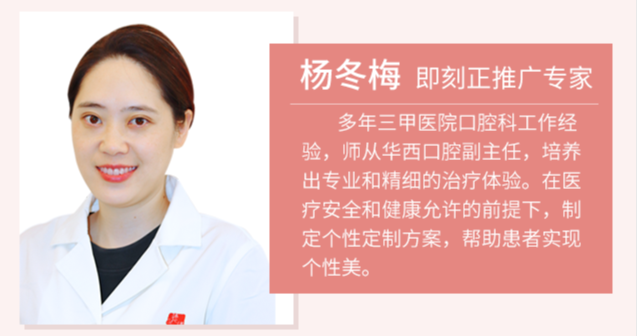 杨冬梅 即刻正推广专家
多年三甲医院口腔科工作经
验，师从华西口腔副主任，培养
出专业和精细的治疗体验。在医
疗安全和健康允许的前提下，制
定个性定制方案，帮助患者实现
个性美。